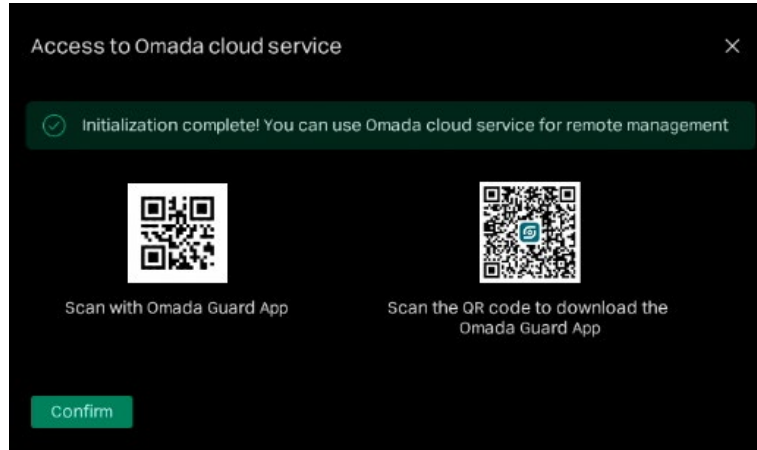 Access to Omada cloud service
Initialization complete! You can use Omada cloud service for remote management
Scan with Omada Guard App
Scan the QR code to download the
Omada Guard App
Confirm